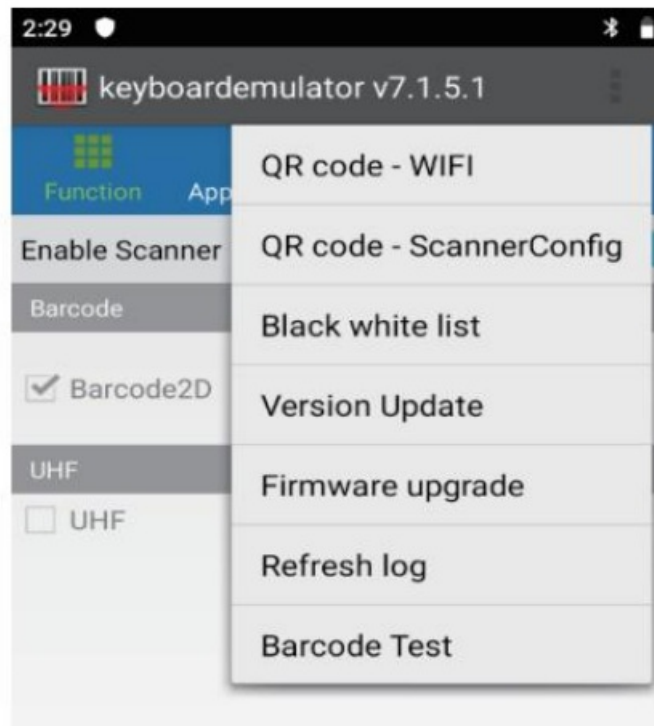 2:29
keyboardemulator v7.1.5.1
Function App
Enable Scanner
Barcode
Barcode2D
UHF
UHF
QR code - WIFI
QR code - ScannerConfig
Black white list
Version Update
Firmware upgrade
Refresh log
Barcode Test